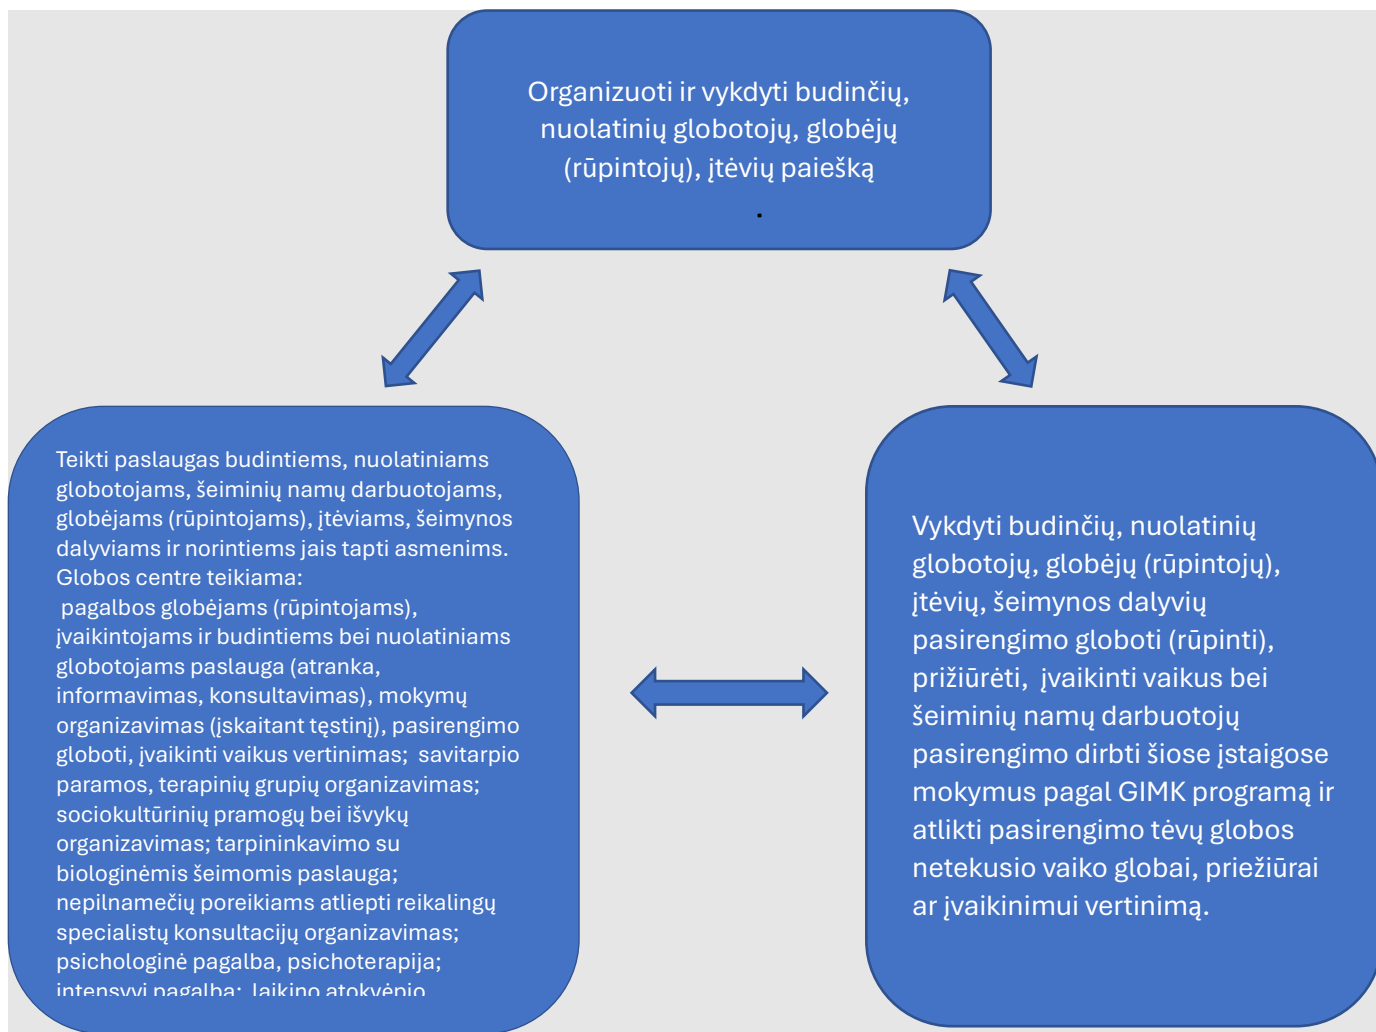 Organizuoti ir vykdyti budinčių,
nuolatinių globotojų, globėjų
(rūpintojų), įtėvių paiešką
.
Teikti paslaugas budintiems, nuolatiniams
globotojams, šeiminių namų darbuotojams,
globėjams (rūpintojams), įtėviams, šeimynos
dalyviams ir norintiems jais tapti asmenims.
Globos centre teikiama:
pagalbos globėjams (rūpintojams),
įvaikintojams ir budintiems bei nuolatiniams
globotojams paslauga (atranka,
informavimas, konsultavimas), mokymų
organizavimas (įskaitant tęstinį), pasirengimo
globoti, įvaikinti vaikus vertinimas; savitarpio
paramos, terapinių grupių organizavimas;
sociokultūrinių pramogų bei išvykų
organizavimas; tarpininkavimo su
biologinėmis šeimomis paslauga;
nepilnamečių poreikiams atliepti reikalingų
specialistų konsultacijų organizavimas;
psichologinė pagalba, psichoterapija;
intensyvi pagalba; laikino atokvėpio
Vykdyti budinčių, nuolatinių
globotojų, globėjų (rūpintojų),
įtėvių, šeimynos dalyvių
pasirengimo globoti (rūpinti),
prižiūrėti, įvaikinti vaikus bei
šeiminių namų darbuotojų
pasirengimo dirbti šiose įstaigose
mokymus pagal GIMK programą ir
atlikti pasirengimo tėvų globos
netekusio vaiko globai, priežiūrai
ar įvaikinimui vertinimą.